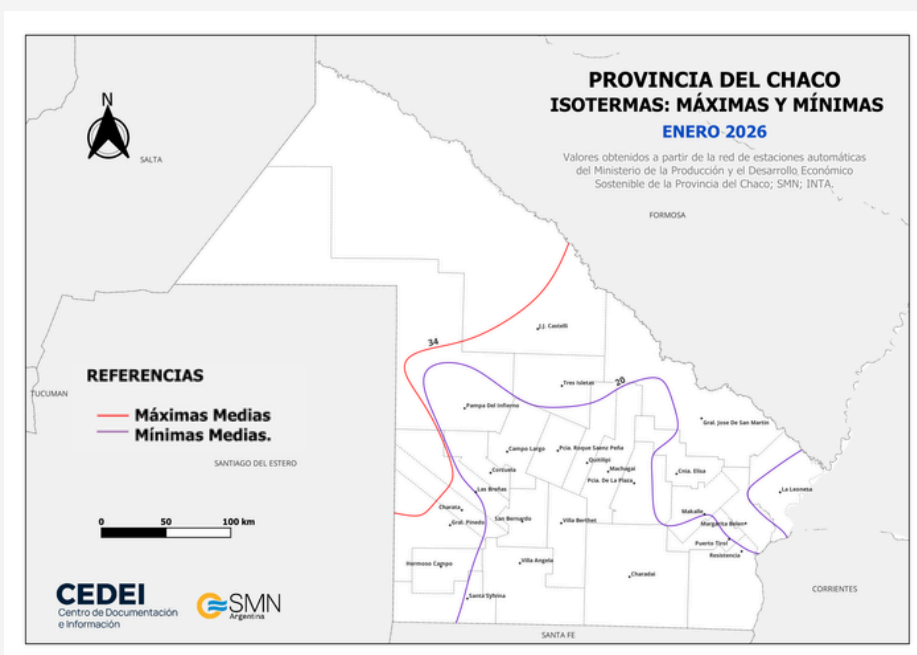 PROVINCIA DEL CHACO
ISOTERMAS: MÁXIMAS Y MÍNIMAS
ENERO 2026
Valores obtenidos a partir de la red de estaciones automáticas
del Ministerio de la Producción y el Desarrollo Económico
Sostenible de la Provincia del Chaco; SMN; INTA.
N
SALTA
FORMOSA
J.J. Castelli
34
REFERENCIAS
Máximas Medias
Mínimas Medias.
TUCUMAN
SANTIAGO DEL ESTERO
20
Tres Isletas
Pampa Del Infierno
Gral. Jose De San Martin
Campo Largo
Pcia. Roque Saenz Peña
Quitilipi
Corzuela
Machagai
Cnia. Elisa
Pcia. De La Plaza
Las Breñas
La Leonesa
Charata
Makalle
Gral. Pinedo
San Bernardo
Villa Berthet
Margarita Belen
Puerto Tirol
Resistencia
Hermoso Campo
Villa Angela
Charadai
Santa Sylvina
0 50 100 km
CORRIENTES
SANTA FE
CEDEI
Centro de Documentación
e Información
SMN
Argentina